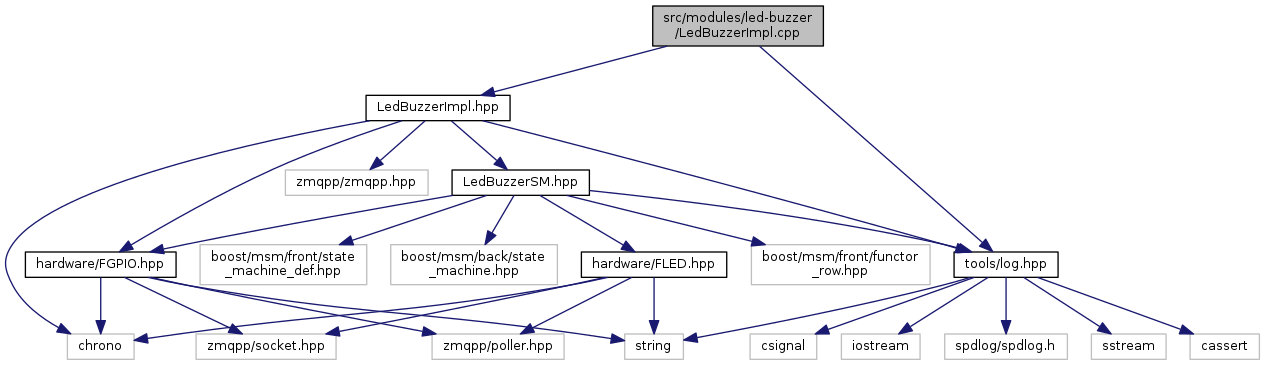 src/modules/led-buzzer
/LedBuzzerImpl.cpp
LedBuzzerImpl.hpp
zmqpp/zmqpp.hpp
LedBuzzerSM.hpp
hardware/FGPIO.hpp
boost/msm/front/state
_machine_def.hpp
boost/msm/back/state
_machine.hpp
hardware/FLED.hpp
boost/msm/front/functor
_row.hpp
tools/log.hpp
chrono
zmqpp/socket.hpp
zmqpp/poller.hpp
string
csignal
iostream
spdlog/spdlog.h
sstream
cassert